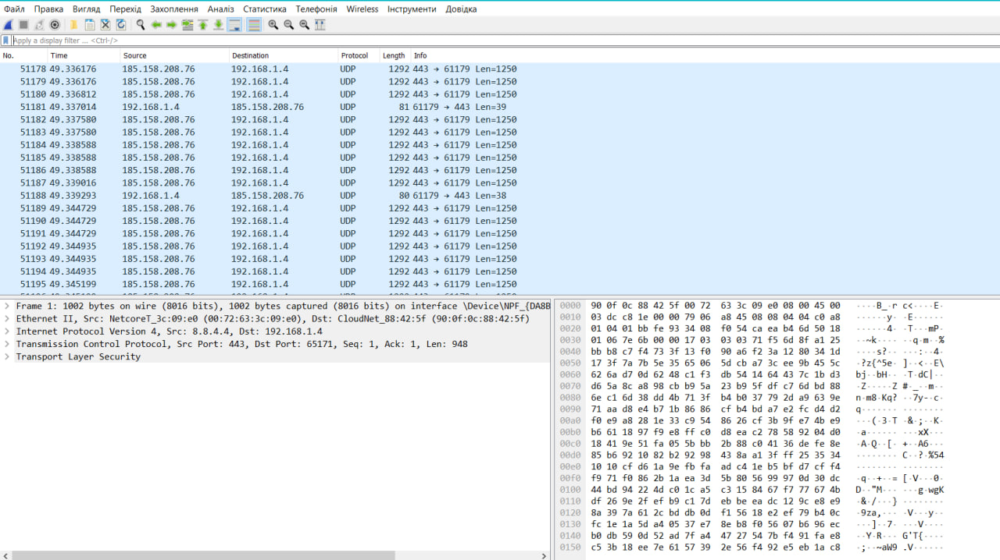 Файл Правка Вигляд Перехід Захоплення Аналіз Статистика Телефонія Wireless Інструменти Довідка
Apply a display filter ... <Ctrl-/>
No. Time Source Destination Protocol Length Info
51178 49.336176 185.158.208.76 192.168.1.4 UDP 1292 443 → 61179 Len=1250
51179 49.336176 185.158.208.76 192.168.1.4 UDP 1292 443 → 61179 Len=1250
51180 49.336812 185.158.208.76 192.168.1.4 UDP 1292 443 → 61179 Len=1250
51181 49.337014 192.168.1.4 185.158.208.76 UDP 81 61179 → 443 Len=39
51182 49.337580 185.158.208.76 192.168.1.4 UDP 1292 443 → 61179 Len=1250
51183 49.337580 185.158.208.76 192.168.1.4 UDP 1292 443 → 61179 Len=1250
51184 49.338588 185.158.208.76 192.168.1.4 UDP 1292 443 → 61179 Len=1250
51185 49.338588 185.158.208.76 192.168.1.4 UDP 1292 443 → 61179 Len=1250
51186 49.338588 185.158.208.76 192.168.1.4 UDP 1292 443 → 61179 Len=1250
51187 49.339016 185.158.208.76 192.168.1.4 UDP 1292 443 → 61179 Len=1250
51188 49.339293 192.168.1.4 185.158.208.76 UDP 80 61179 → 443 Len=38
51189 49.344729 185.158.208.76 192.168.1.4 UDP 1292 443 → 61179 Len=1250
51190 49.344729 185.158.208.76 192.168.1.4 UDP 1292 443 → 61179 Len=1250
51191 49.344729 185.158.208.76 192.168.1.4 UDP 1292 443 → 61179 Len=1250
51192 49.344935 185.158.208.76 192.168.1.4 UDP 1292 443 → 61179 Len=1250
51193 49.344935 185.158.208.76 192.168.1.4 UDP 1292 443 → 61179 Len=1250
51194 49.344935 185.158.208.76 192.168.1.4 UDP 1292 443 → 61179 Len=1250
51195 49.345199 185.158.208.76 192.168.1.4 UDP 1292 443 → 61179 Len=1250
Frame 1: 1002 bytes on wire (8016 bits), 1002 bytes captured (8016 bits) on interface \Device\NPF_{DA8B
Ethernet II, Src: NetcoreT_3c:09:e0 (00:72:63:3c:09:e0), Dst: CloudNet_88:42:5f (90:0f:0c:88:42:5f)
Internet Protocol Version 4, Src: 8.8.4.4, Dst: 192.168.1.4
Transmission Control Protocol, Src Port: 443, Dst Port: 65171, Seq: 1, Ack: 1, Len: 948
Transport Layer Security
0000 90 0f 0c 88 42 5f 00 72 63 3c 09 e0 08 00 45 00 ····B_·r c<····E·
0010 03 dc c8 1e 00 00 79 06 a8 45 08 08 04 04 c0 a8
0020 01 04 01 bb fe 93 34 08 f0 54 ca ea b4 6d 50 18
0030 01 06 7e 6b 00 00 17 03 03 03 71 f5 6d 8f a1 25
0040 bb b8 c7 f4 73 3f 13 f0 90 a6 f2 3a 12 80 34 1d
0050 17 3f 7a 7b 5e 35 65 06 5d cb a7 3c ee 9b 45 5c
0060 62 6a d7 0d 62 48 c1 f3 db 54 14 64 43 7c 1b d3
0070 d6 5a 8c a8 98 cb b9 5a 23 b9 5f df c7 6d bd 88
0080 6e c1 6d 38 dd 4b 71 3f b4 b0 37 79 2d a9 63 9e
0090 71 aa d8 e4 b7 1b 86 86 cf b4 bd a7 e2 fc d4 d2
00a0 f0 e9 a8 28 1e 33 c9 54 86 26 cf 3b 9f e7 4b e9
00b0 b6 61 18 97 f9 e8 ff c0 d8 ea c2 78 58 92 04 d0
00c0 18 41 9e 51 fa 05 5b bb 2b 88 c0 41 36 de fe 8e
00d0 85 b6 92 10 82 b2 92 98 43 8a a1 3f ff 25 35 34
00e0 10 10 cf d6 1a 9e fb fa ad c4 1e b5 bf d7 cf f4
00f0 f9 71 f0 86 2b 1a ea 3d 5b 80 56 99 97 0d 30 dc
0100 44 bd 94 22 4d c0 1c a5 c3 15 84 67 f7 77 67 4b
0110 df 26 9e 2f ef b9 c1 7d eb be ea dc 12 9c e8 e9
0120 8a 39 7a 61 2c bd db 0d f1 56 18 e2 ef 79 b4 0c
0130 fc 1e 1a 5d a4 05 37 e7 8e b8 f0 56 07 b6 96 ec
0140 b0 db 59 0d 52 ad 7f a4 47 27 54 7b f4 91 fa e8
0150 c5 3b 18 ee 7e 61 57 39 2e 56 f4 92 e5 eb 1a c8